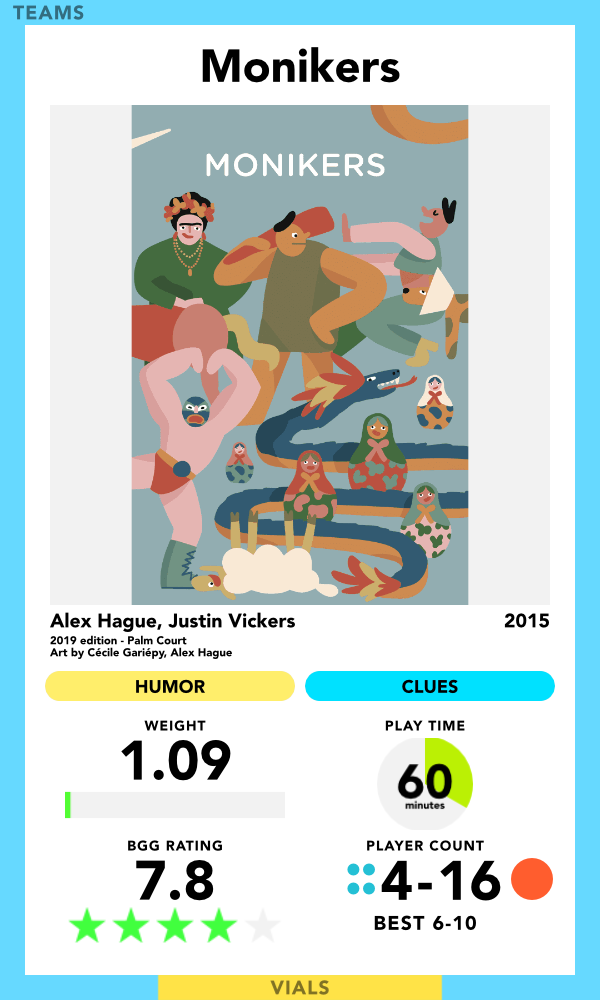 TEAMS
Monikers
MONIKERS
Alex Hague, Justin Vickers 2015
2019 edition - Palm Court
Art by Cécile Gariépy, Alex Hague
HUMOR CLUES
WEIGHT PLAY TIME
1.09 60
minutes
BGG RATING PLAYER COUNT
7.8 4-16
BEST 6-10
VIALS